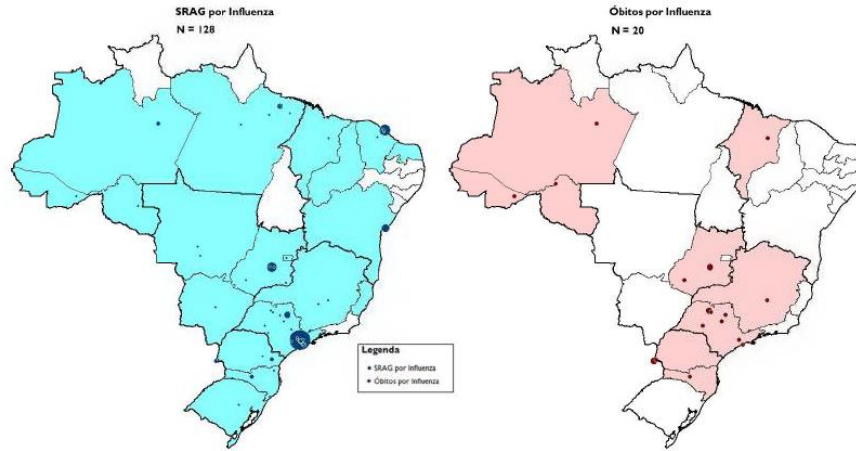 SRAG por Influenza
N = 128
Óbitos por Influenza
N = 20
Legenda
SRAG por Influenza
Óbitos por Influenza